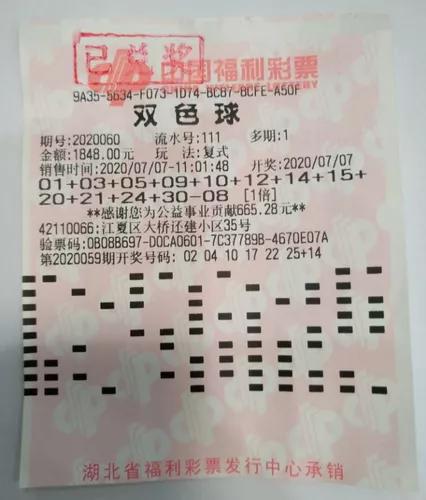 已兑奖
中国福利彩票
9A35-5634-F073-1D74-BC87-BCFE-A50F
双色球
期号:2020060 流水号:111 多期:1
金额:1848.00元 玩 法:复式
销售时间:2020/07/07-11:01:48 开奖:2020/07/07
01+03+05+09+10+12+14+15+
20+21+24+30-08 [1倍]
**感谢您为公益事业贡献665.28元**
42110066:江夏区大桥还建小区35号
验票码:0B08B697-D0CA0601-7C37789B-4670E07A
第2020059期开奖号码: 02 04 10 17 22 25+14
湖北省福利彩票发行中心承销